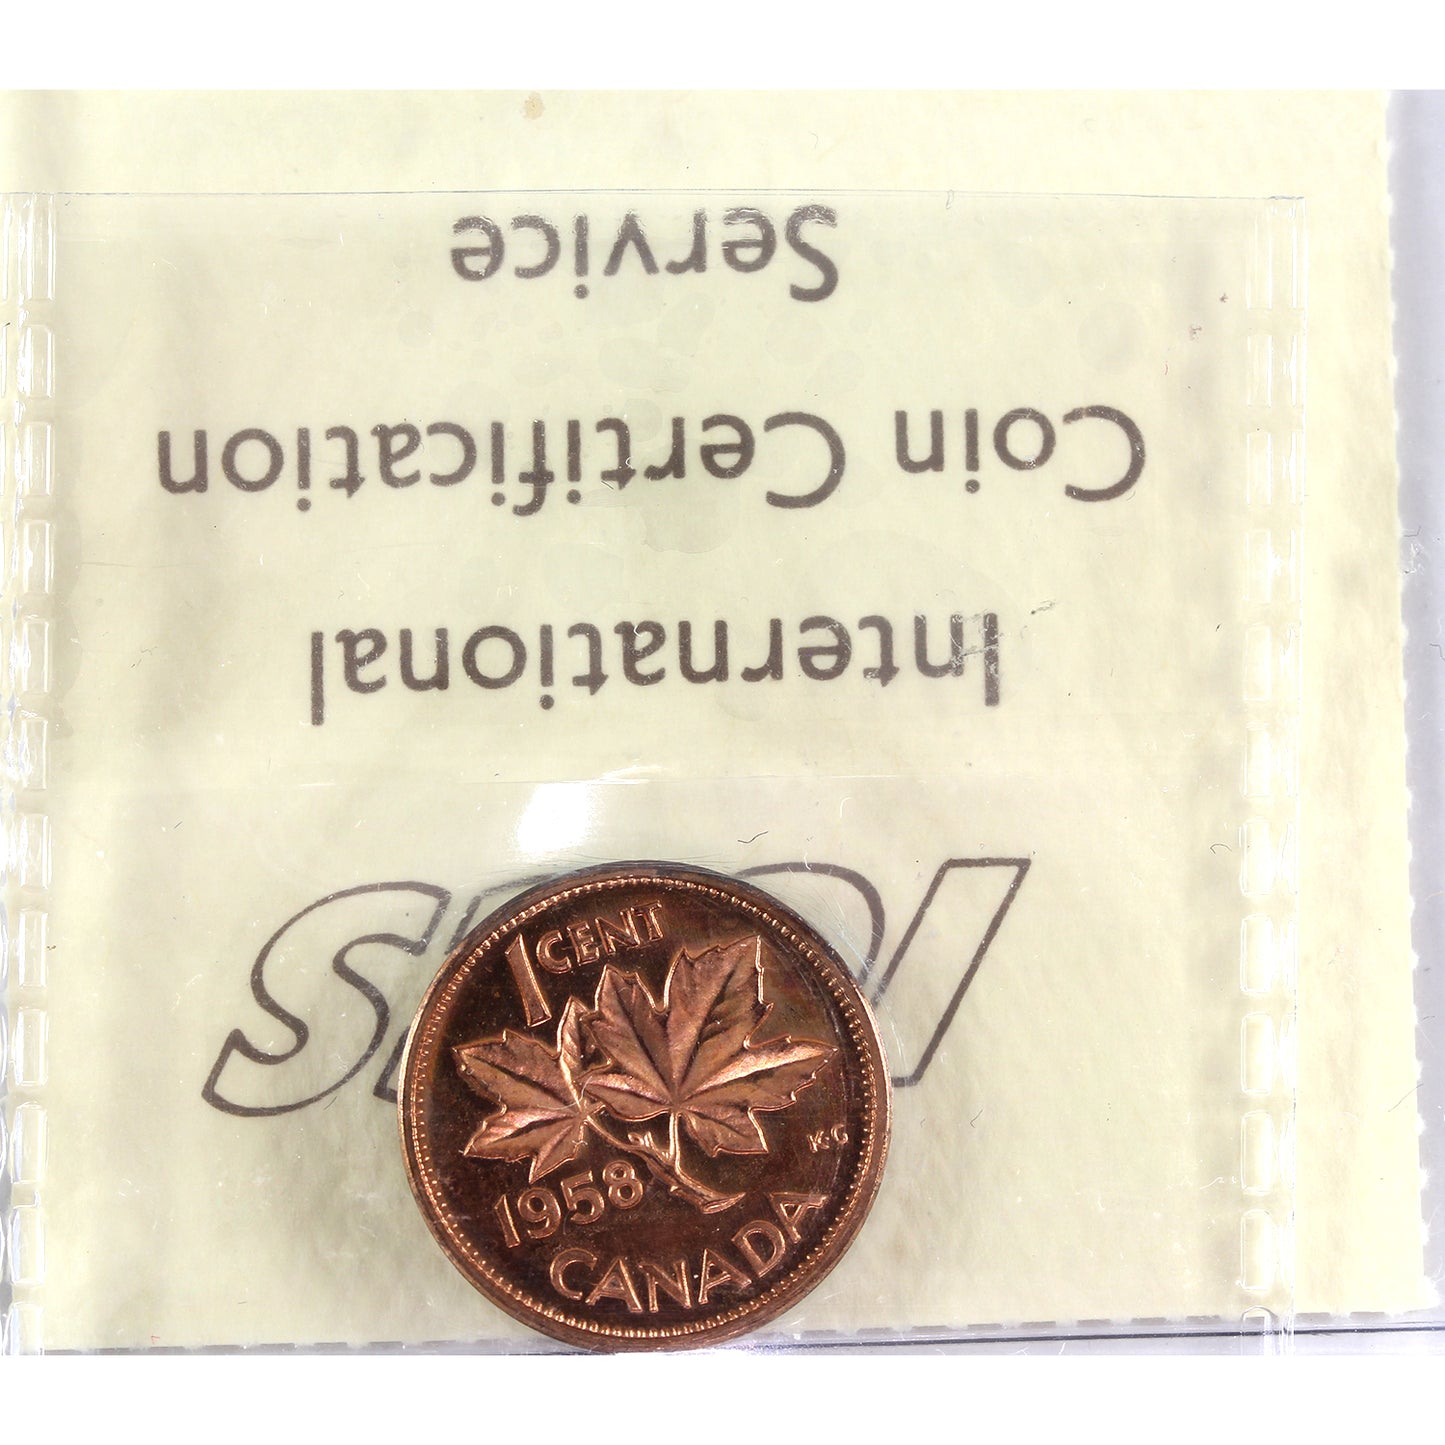 ICCS
International
Coin Certification
Service
1 CENT
KG
1958
CANADA